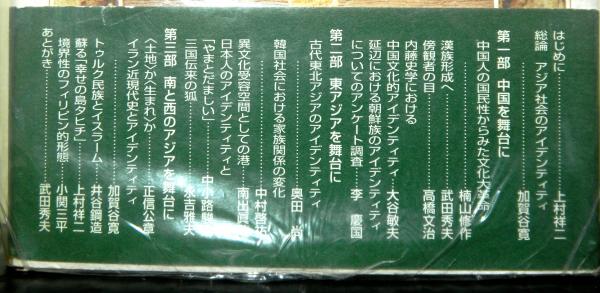 はじめに 上村祥二
総論 アジア社会のアイデンティティ 加賀谷寛
第一部 中国を舞台に
中国人の国民性からみた文化大革命 楠山修作
漢族形成へ 武田秀夫
傍観者の目 高橋文治
内藤史学における
中国文化的アイデンティティ 大谷敏夫
延辺における朝鮮族のアイデンティティ
についてのアンケート調査 李 慶国
第二部 東アジアを舞台に
古代東北アジアのアイデンティティ 奥田 尚
韓国社会における家族関係の変化 中村啓佑
異文化受容空間としての港 南出眞助
日本人のアイデンティティと
「やまとだましい」 中小路駿逸
三国伝来の狐 永吉雅夫
第三部 南と西のアジアを舞台に
〈土地〉から〈生まれ〉か 正信公章
イラン近現代史とアイデンティティ 加賀谷寛
トゥルク民族とイスラーム 井谷鋼造
蘇る「幸せの島タヒチ」 上村祥二
境界性のフィリピン的形態 小関三平
あとがき 武田秀夫